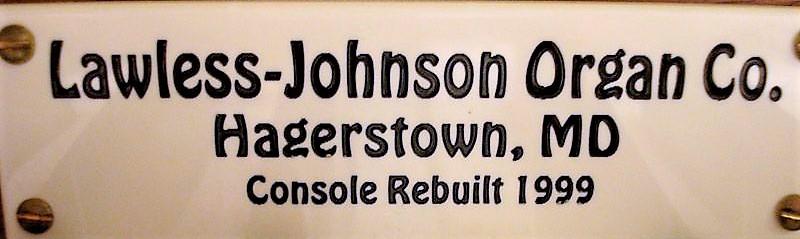 Lawless-Johnson Organ Co.
Hagerstown, MD
Console Rebuilt 1999